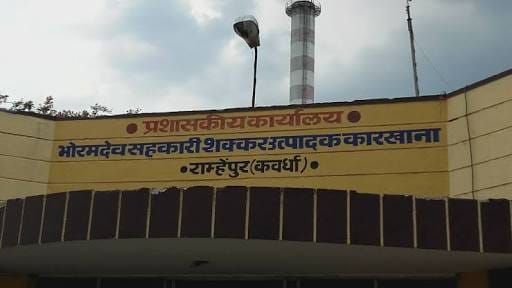 • प्रशासकीय कार्यालय •
भोरमदेव सहकारी शक्कर उत्पादक कारखाना
• राम्हेपुर (कवर्धा) •